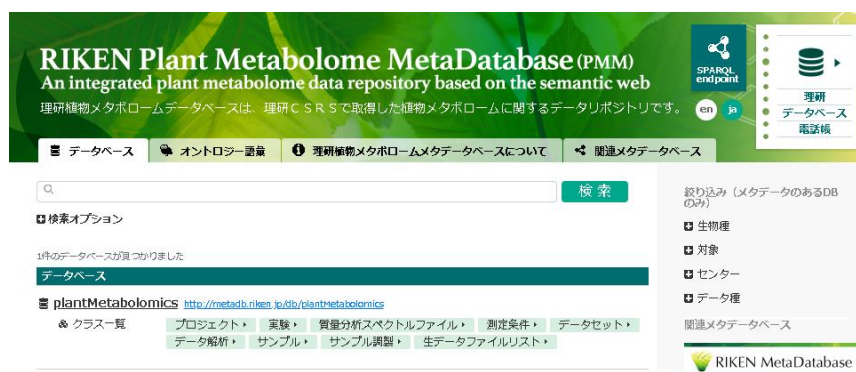 RIKEN Plant Metabolome MetaDatabase (PMM)
An integrated plant metabolome data repository based on the semantic web
理研植物メタボロームデータベースは、理研ＣＳＲＳで取得した植物メタボロームに関するデータリポジトリです。
SPARQL
endpoint
en ja
理研
データベース
電話帳
データベース オントロジー語彙 理研植物メタボロームメタデータベースについて 関連メタデータベース
検索
検索オプション
1件のデータベースが見つかりました
データベース
plantMetabolomics http://metadb.riken.jp/db/plantMetabolomics
クラス一覧 プロジェクト 実験 質量分析スペクトルファイル 測定条件 データセット
データ解析 サンプル サンプル調製 生データファイルリスト
絞り込み（メタデータのあるDB
のみ）
生物種
対象
センター
データ種
関連メタデータベース
RIKEN MetaDatabase